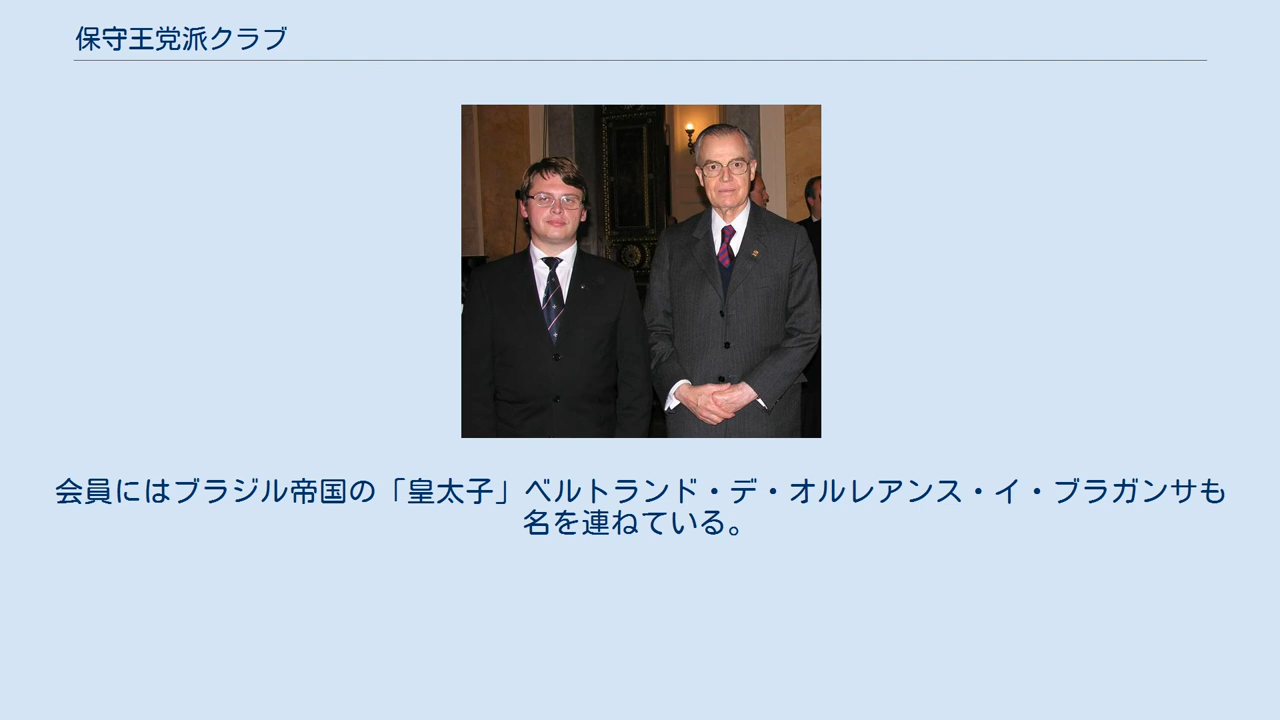 保守王党派クラブ
会員にはブラジル帝国の「皇太子」ベルトランド・デ・オルレアンス・イ・ブラガンサも
名を連ねている。